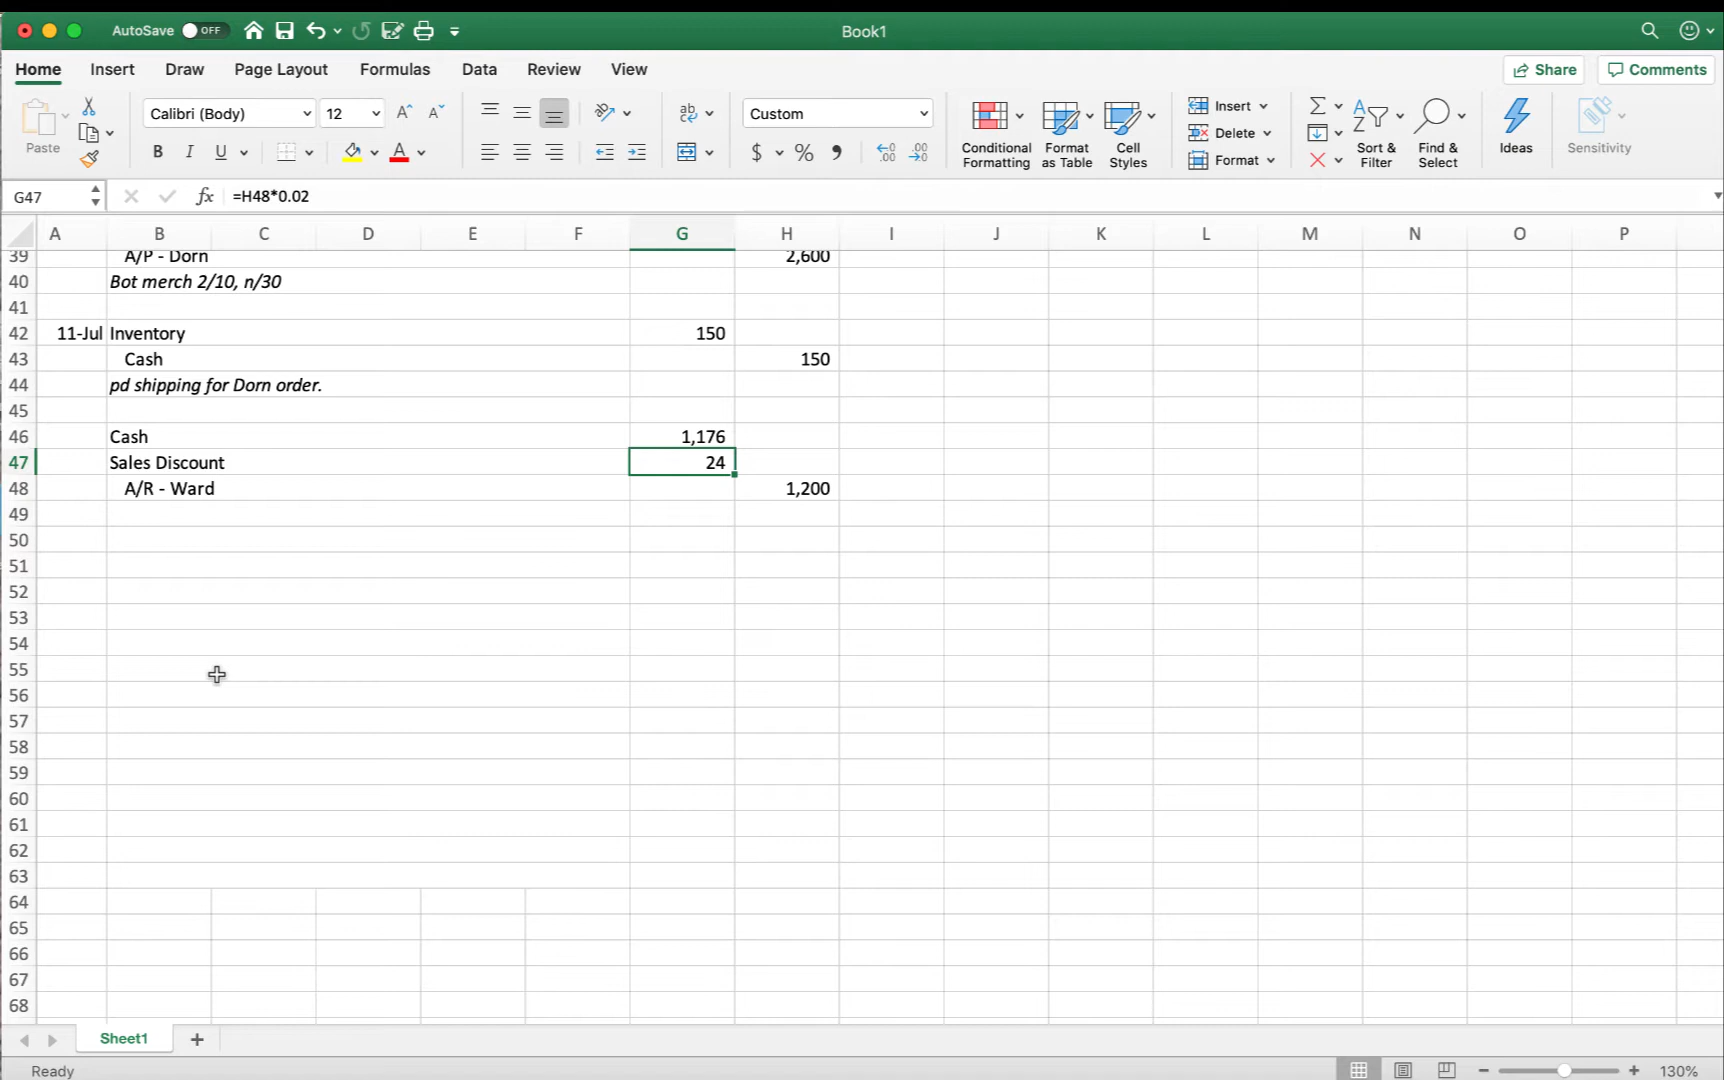 AutoSave OFF Book1
Home Insert Draw Page Layout Formulas Data Review View Share Comments
Paste Calibri (Body) 12 Custom Conditional Formatting Format as Table Cell Styles Insert Delete Format Sort & Filter Find & Select Ideas Sensitivity
G47 fx =H48*0.02
A B C D E F G H I J K L M N O P
39 A/P - Dorn 2,600
40 Bot merch 2/10, n/30
41
42 11-Jul Inventory 150
43 Cash 150
44 pd shipping for Dorn order.
45
46 Cash 1,176
47 Sales Discount 24
48 A/R - Ward 1,200
49
50
51
52
53
54
55
56
57
58
59
60
61
62
63
64
65
66
67
68
Sheet1
Ready 130%